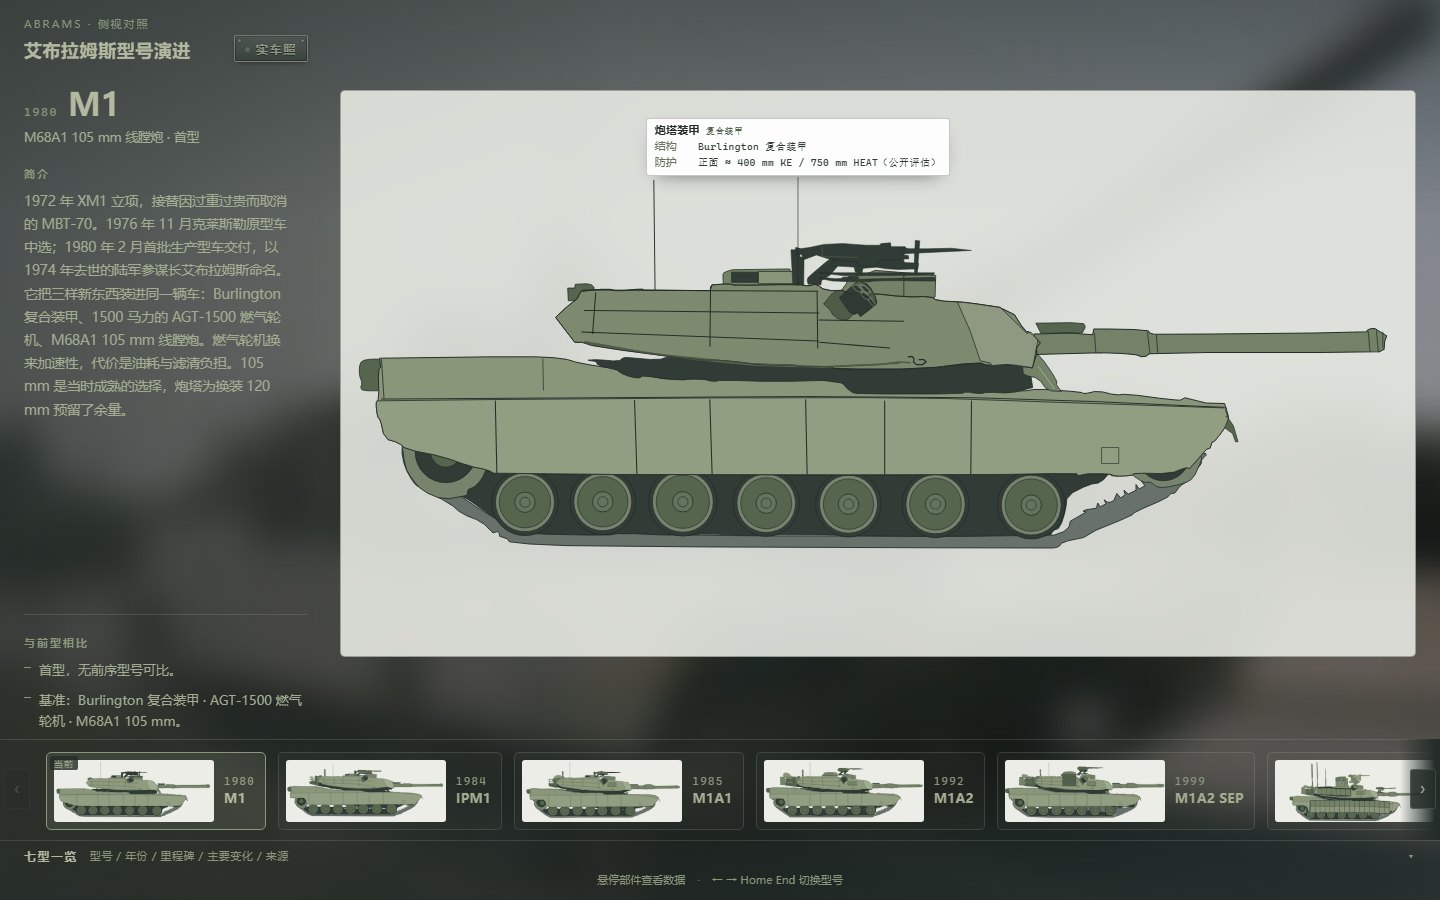 ABRAMS · 侧视对照
艾布拉姆斯型号演进
实车照
1980 M1
M68A1 105 mm 线膛炮 · 首型
简介
1972 年 XM1 立项，接替因过重过贵而取消
的 MBT-70。1976 年 11 月克莱斯勒原型车
中选；1980 年 2 月首批生产型车交付，以
1974 年去世的陆军参谋长艾布拉姆斯命名。
它把三样新东西装进同一辆车：Burlington
复合装甲、1500 马力的 AGT-1500 燃气轮
机、M68A1 105 mm 线膛炮。燃气轮机换
来加速性，代价是油耗与滤清负担。105
mm 是当时成熟的选择，炮塔为换装 120
mm 预留了余量。
与前型相比
– 首型，无前序型号可比。
– 基准：Burlington 复合装甲 · AGT-1500 燃气
轮机 · M68A1 105 mm。
炮塔装甲 复合装甲
结构 Burlington 复合装甲
防护 正面 ≈ 400 mm KE / 750 mm HEAT（公开评估）
‹
当前
1980
M1
1984
IPM1
1985
M1A1
1992
M1A2
1999
M1A2 SEP
›
七型一览 型号 / 年份 / 里程碑 / 主要变化 / 来源
悬停部件查看数据 · ← → Home End 切换型号